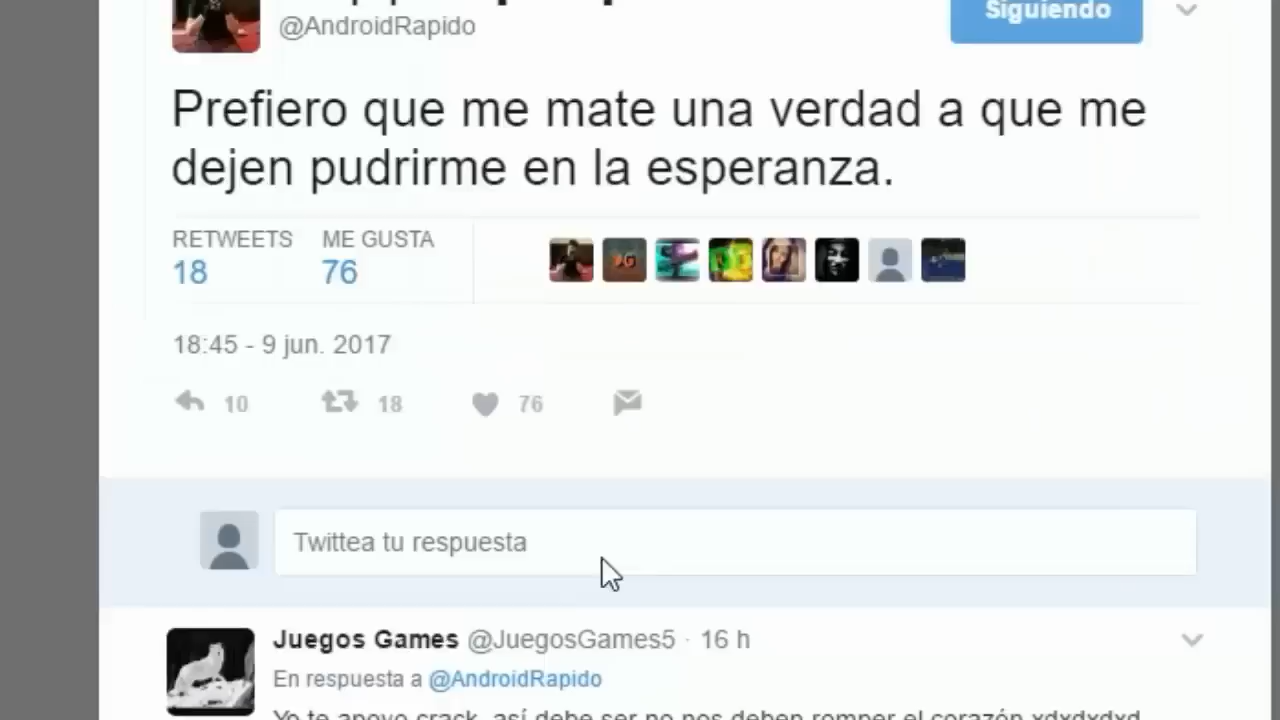 @AndroidRapido
Siguiendo
Prefiero que me mate una verdad a que me
dejen pudrirme en la esperanza.
RETWEETS ME GUSTA
18 76
18:45 - 9 jun. 2017
10 18 76
Twittea tu respuesta
Juegos Games @JuegosGames5 · 16 h
En respuesta a @AndroidRapido
Yo te apoyo crack, así debe ser no nos deben romper el corazón xdxdxdxd